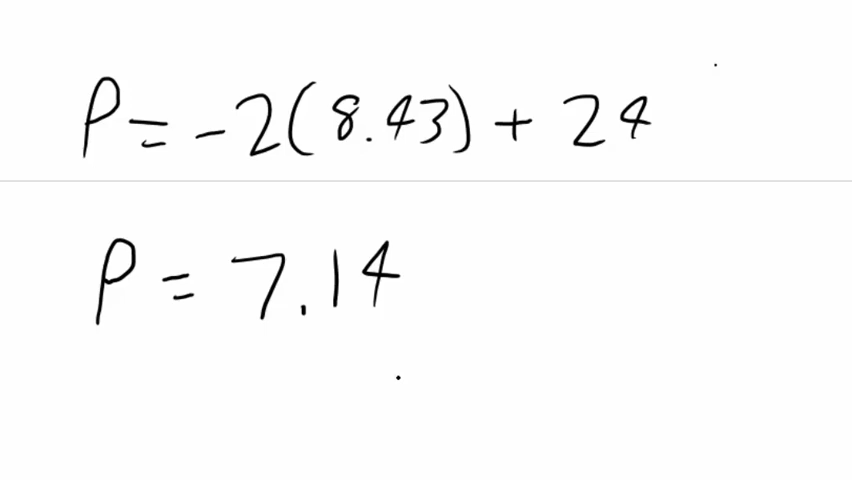 P = -2(8.43) + 24
P = 7.14